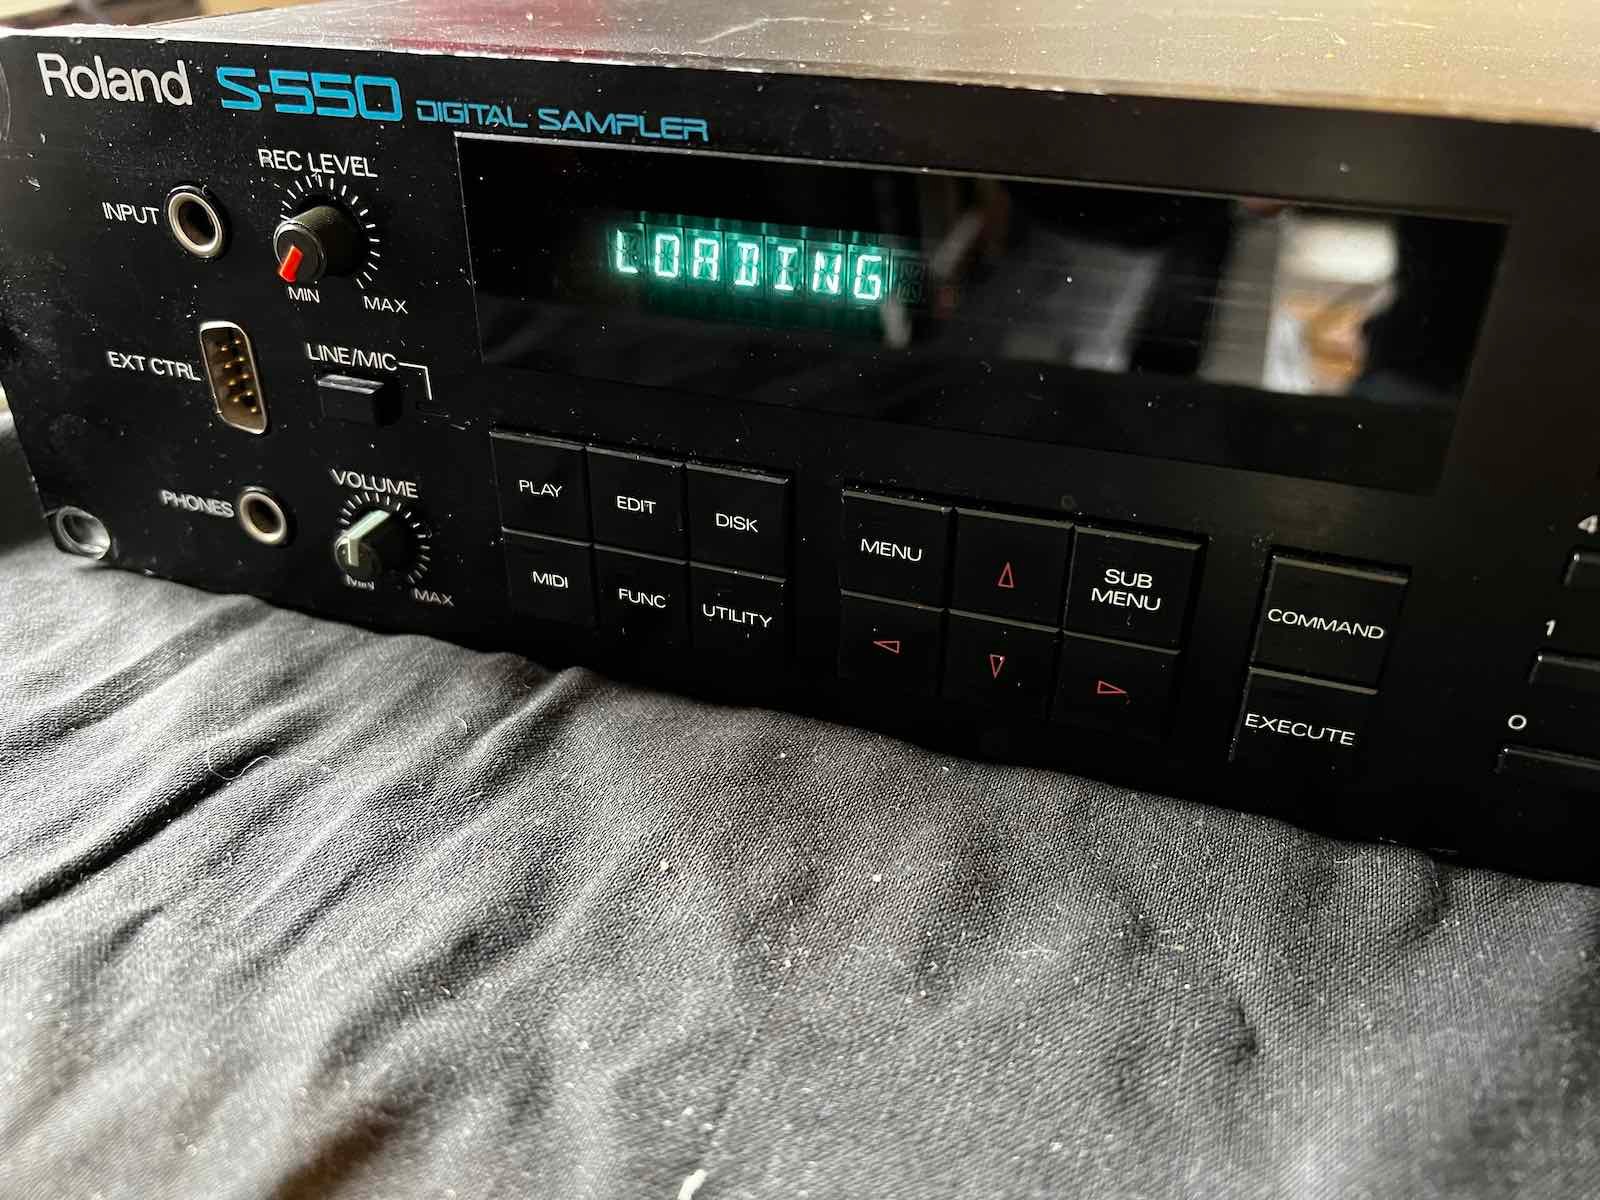 Roland S-550 DIGITAL SAMPLER
REC LEVEL
INPUT
MIN
MAX
LOADING
EXT CTRL
LINE/MIC
PHONES
VOLUME
MIN
MAX
PLAY
EDIT
DISK
MIDI
FUNC
UTILITY
MENU
SUB
MENU
COMMAND
EXECUTE
4
1
0